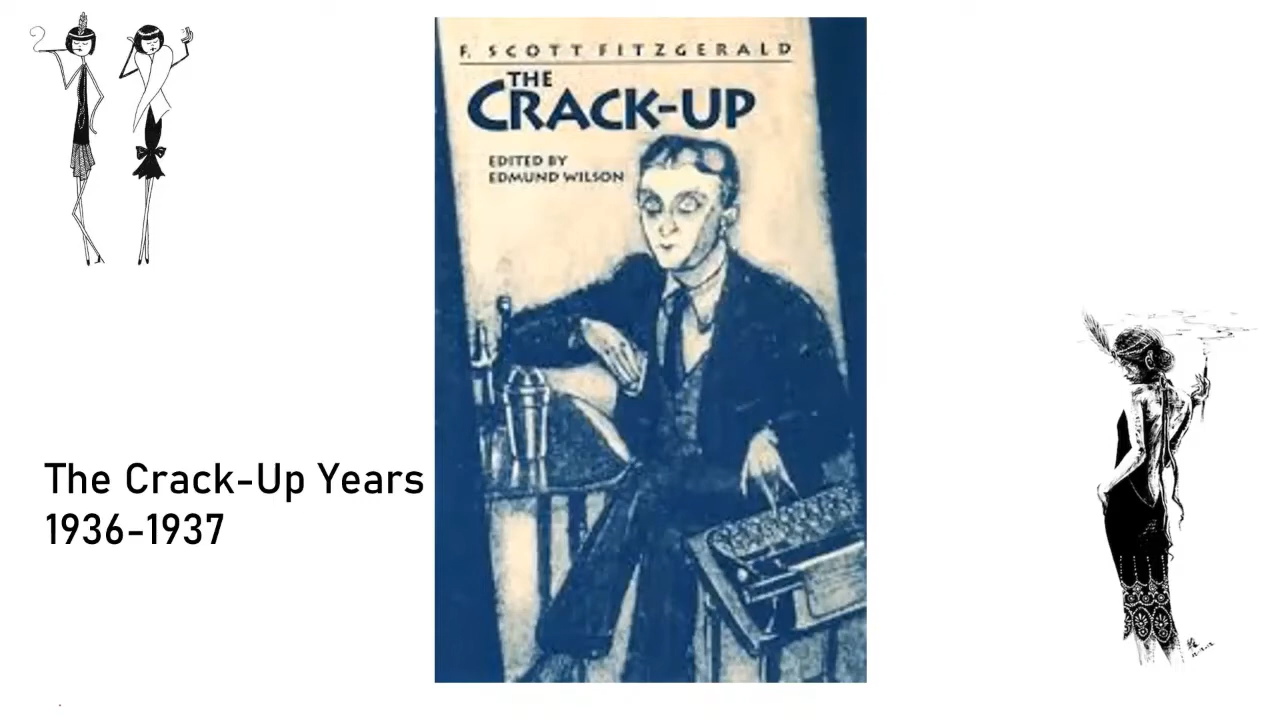 F. SCOTT FITZGERALD
THE
CRACK-UP
EDITED BY
EDMUND WILSON
The Crack-Up Years
1936-1937